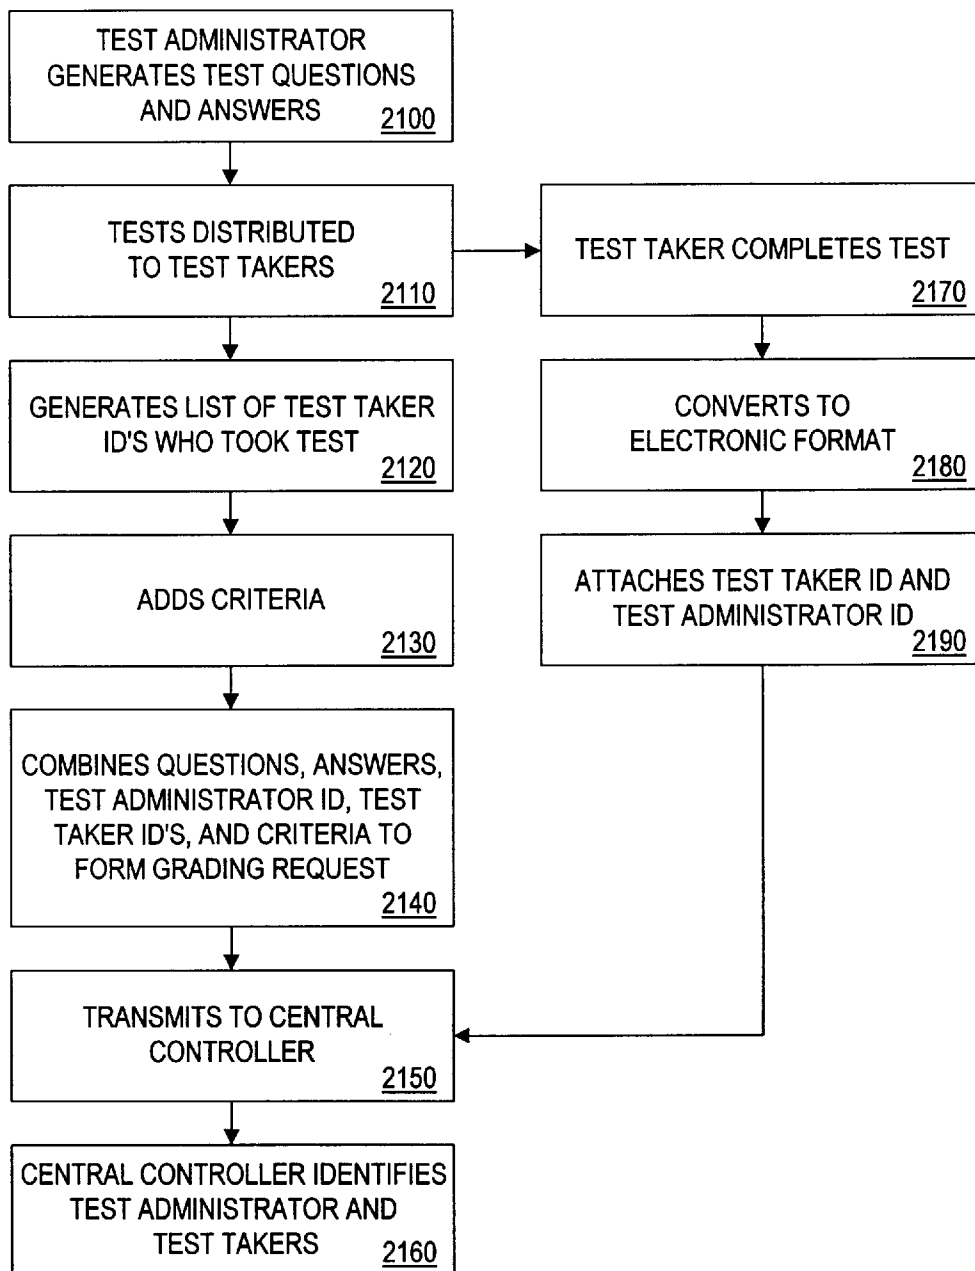 TEST ADMINISTRATOR
GENERATES TEST QUESTIONS
AND ANSWERS
2100
TESTS DISTRIBUTED
TO TEST TAKERS
2110
GENERATES LIST OF TEST TAKER
ID'S WHO TOOK TEST
2120
ADDS CRITERIA
2130
COMBINES QUESTIONS, ANSWERS,
TEST ADMINISTRATOR ID, TEST
TAKER ID'S, AND CRITERIA TO
FORM GRADING REQUEST
2140
TRANSMITS TO CENTRAL
CONTROLLER
2150
CENTRAL CONTROLLER IDENTIFIES
TEST ADMINISTRATOR AND
TEST TAKERS
2160
TEST TAKER COMPLETES TEST
2170
CONVERTS TO
ELECTRONIC FORMAT
2180
ATTACHES TEST TAKER ID AND
TEST ADMINISTRATOR ID
2190